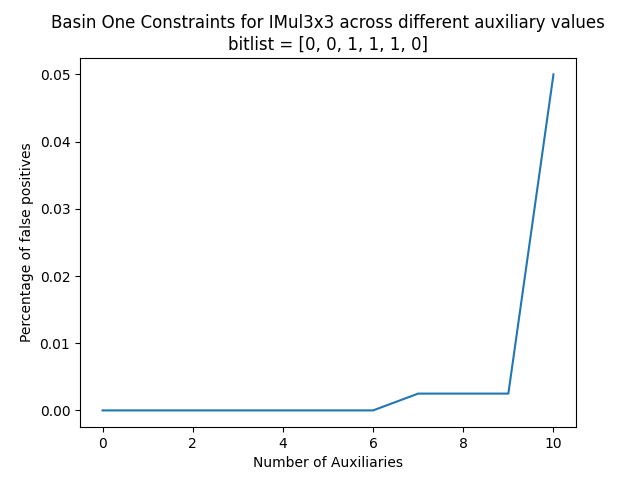 Basin One Constraints for IMul3x3 across different auxiliary values
bitlist = [0, 0, 1, 1, 1, 0]
0.05
0.04
0.03
0.02
0.01
0.00
Percentage of false positives
0 2 4 6 8 10
Number of Auxiliaries